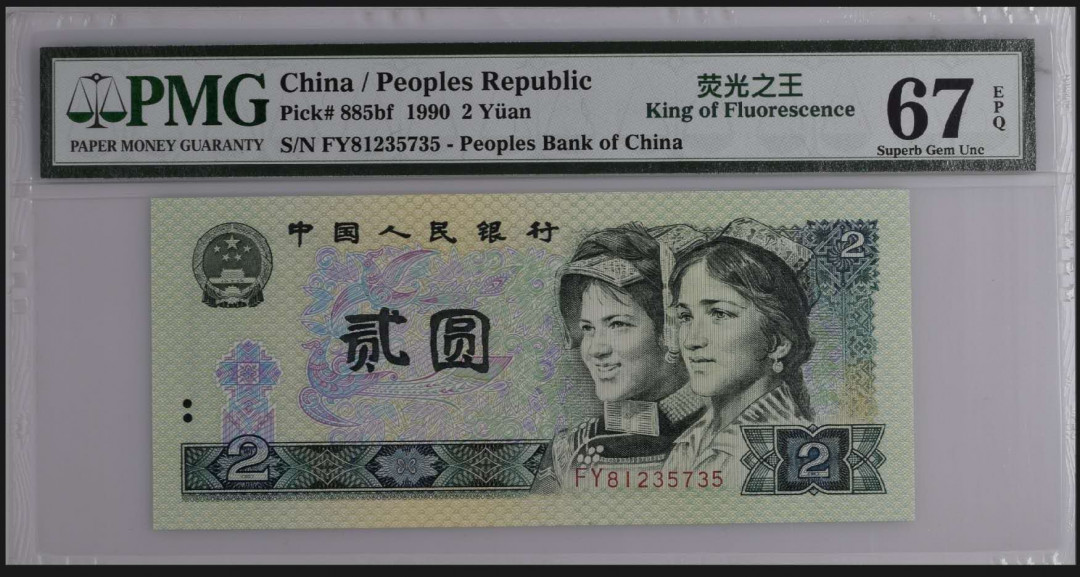 PMG
PAPER MONEY GUARANTY
China / Peoples Republic
Pick# 885bf 1990 2 Yüan
S/N FY81235735 - Peoples Bank of China
荧光之王
King of Fluorescence
67
EPQ
Superb Gem Unc
中国人民银行
2
贰圆
2
FY81235735
2